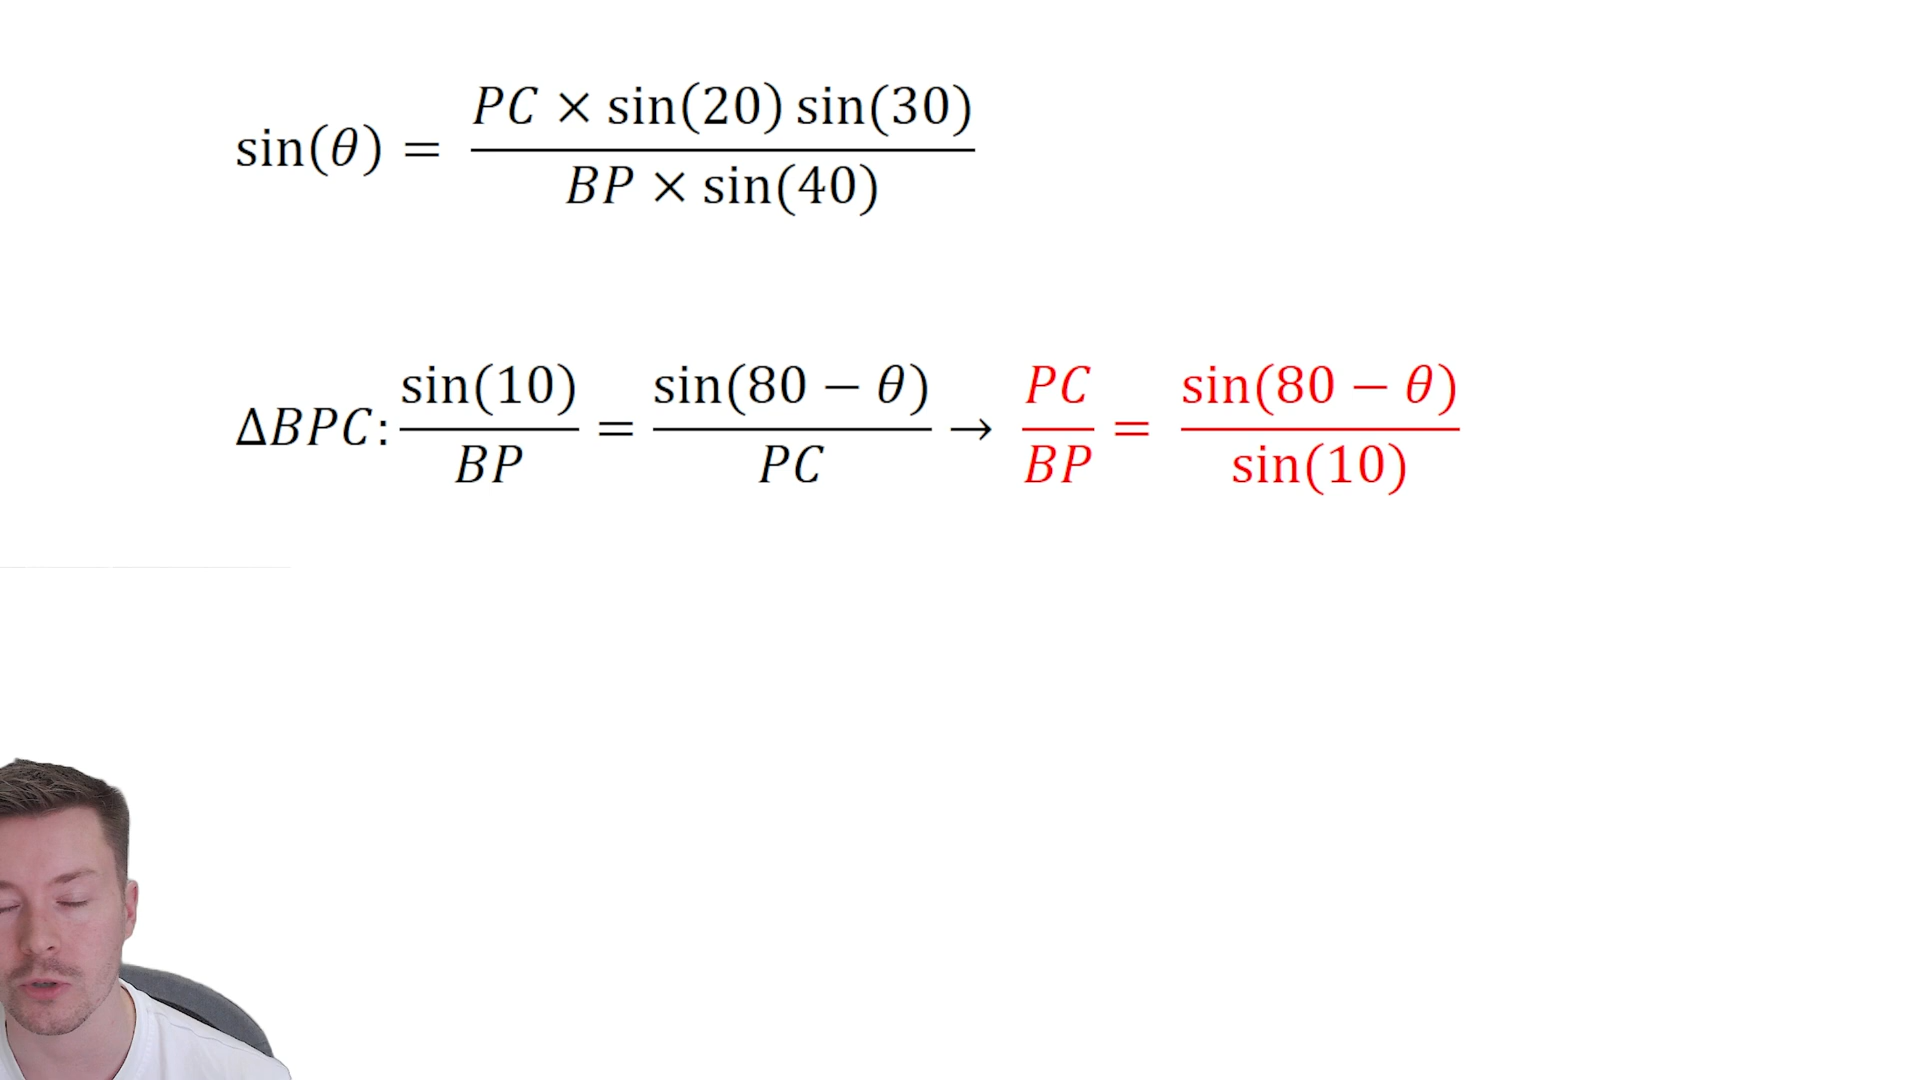 sin(θ) = PC × sin(20) sin(30) / BP × sin(40)
ΔBPC: sin(10) / BP = sin(80 − θ) / PC → PC / BP = sin(80 − θ) / sin(10)